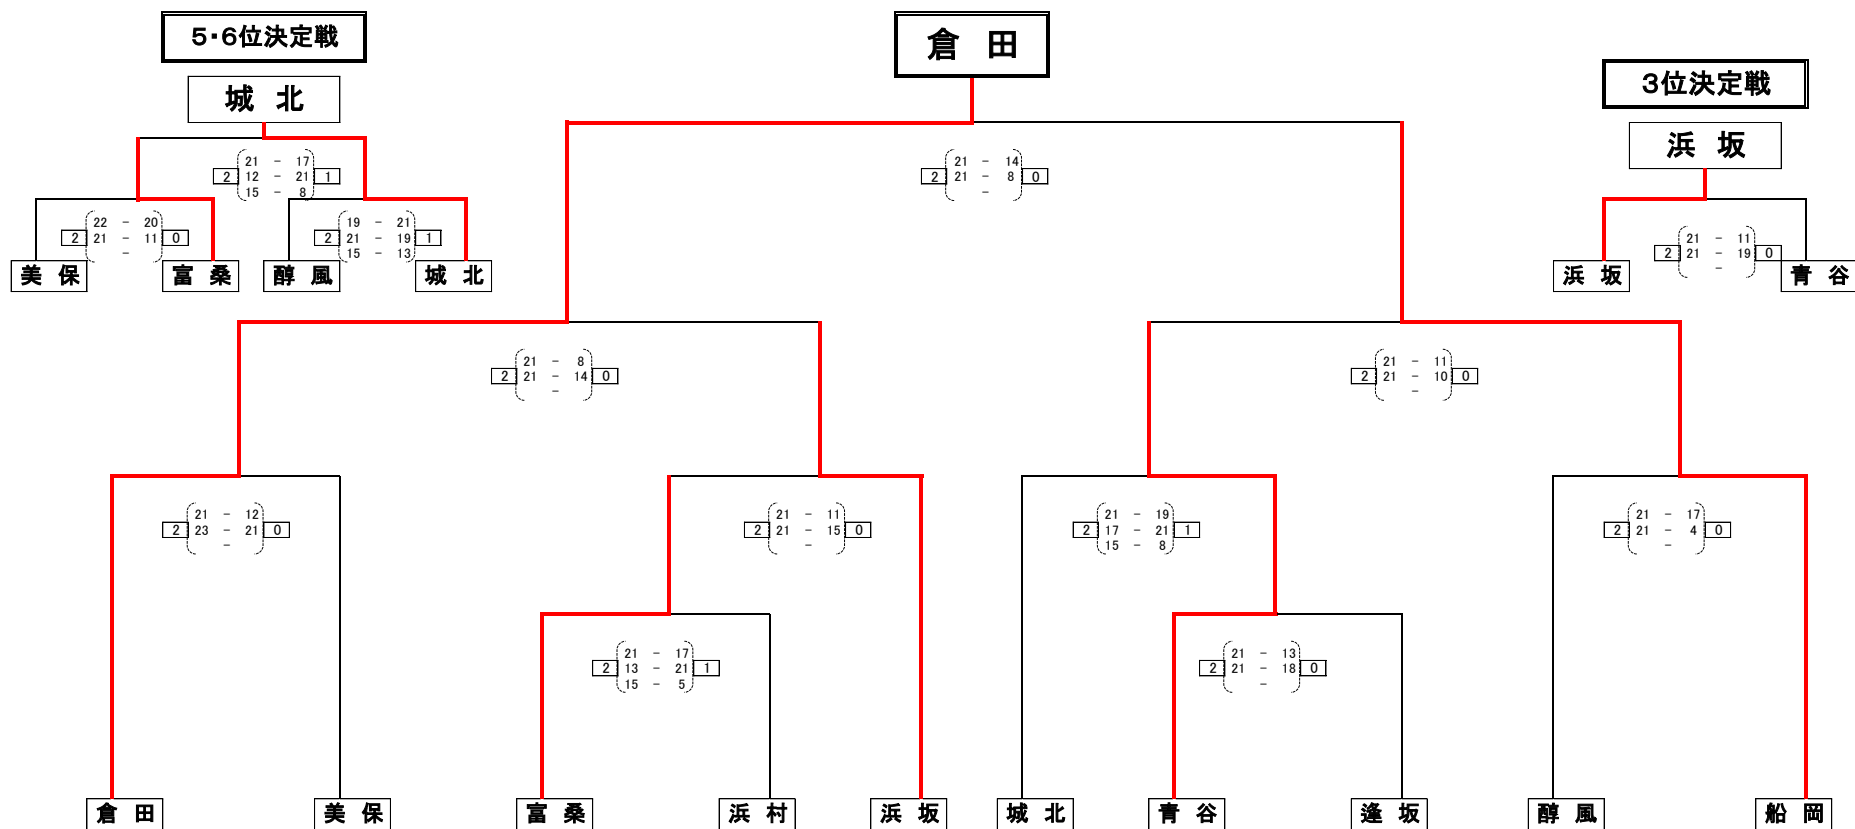 5・6位決定戦
城 北
21 - 17
2 12 - 21 1
15 - 8
22 - 20
2 21 - 11 0
-
19 - 21
2 21 - 19 1
15 - 13
美 保
富 桑
醇 風
城 北
倉 田
21 - 14
2 21 - 8 0
-
3位決定戦
浜 坂
21 - 11
2 21 - 19 0
-
浜 坂
青 谷
21 - 8
2 21 - 14 0
-
21 - 11
2 21 - 10 0
-
21 - 12
2 23 - 21 0
-
21 - 11
2 21 - 15 0
-
21 - 19
2 17 - 21 1
15 - 8
21 - 17
2 21 - 4 0
-
21 - 17
2 13 - 21 1
15 - 5
21 - 13
2 21 - 18 0
-
倉 田
美 保
富 桑
浜 村
浜 坂
城 北
青 谷
逢 坂
醇 風
船 岡